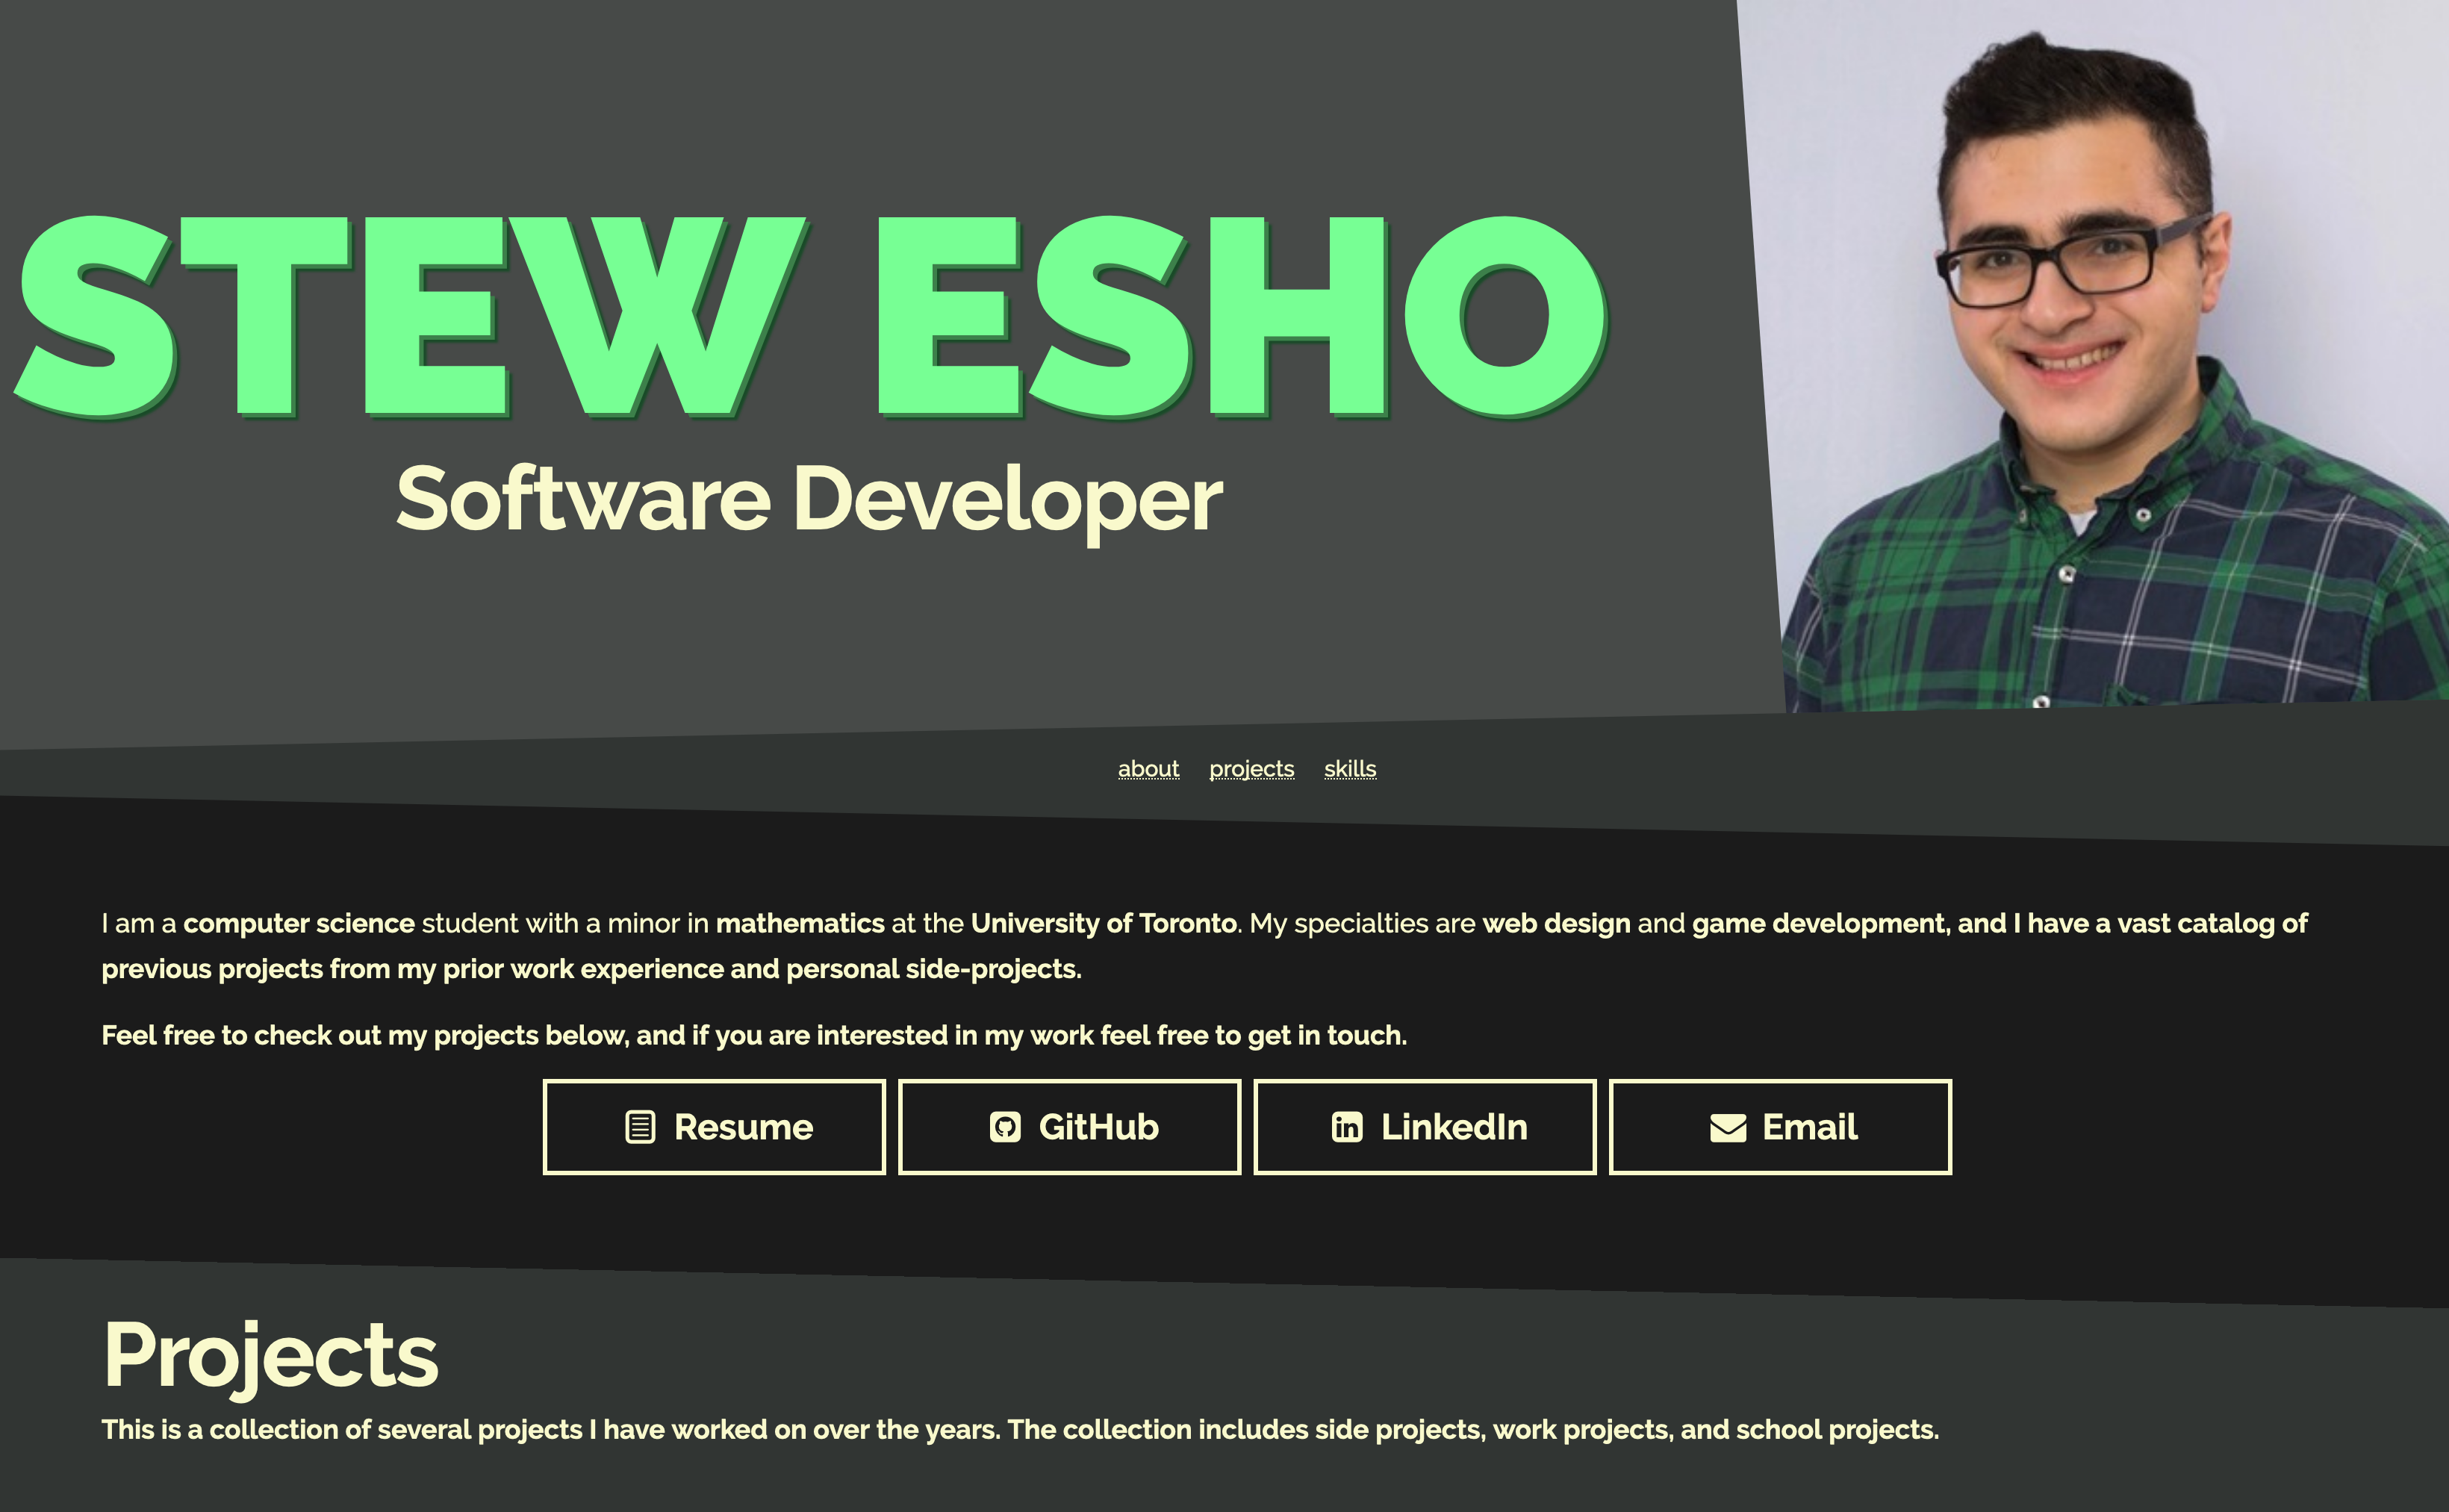 STEW ESHO
Software Developer
about projects skills
I am a computer science student with a minor in mathematics at the University of Toronto. My specialties are web design and game development, and I have a vast catalog of
previous projects from my prior work experience and personal side-projects.
Feel free to check out my projects below, and if you are interested in my work feel free to get in touch.
Resume GitHub LinkedIn Email
Projects
This is a collection of several projects I have worked on over the years. The collection includes side projects, work projects, and school projects.